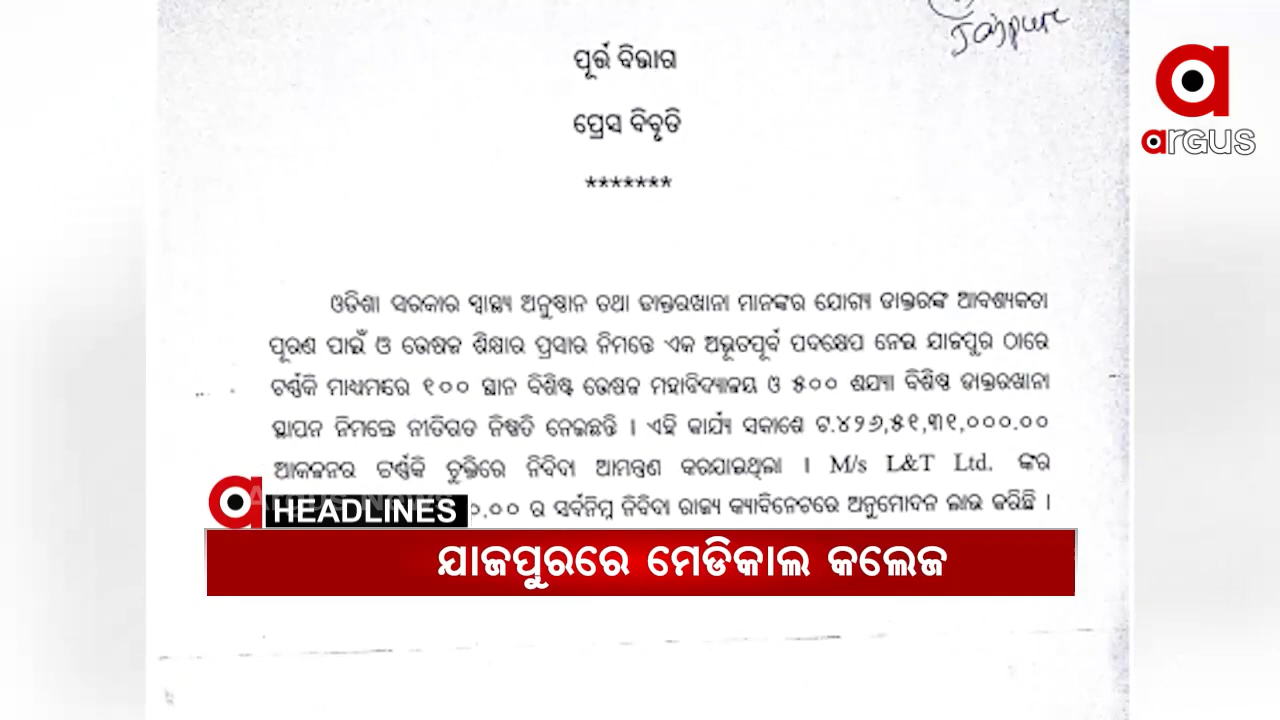 Jajpur
ପୂର୍ତ୍ତ ବିଭାଗ
ପ୍ରେସ ବିବୃତି
*******
argus
ଓଡିଶା ସରକାର ସ୍ୱାସ୍ଥ୍ୟ ଅନୁଷ୍ଠାନ ତଥା ଡାକ୍ତରଖାନା ମାନଙ୍କର ଯୋଗ୍ୟ ଡାକ୍ତରଙ୍କ ଆବଶ୍ୟକତା
ପୂରଣ ପାଇଁ ଓ ଭେଷଜ ଶିକ୍ଷାର ପ୍ରସାର ନିମନ୍ତେ ଏକ ଅଭୂତପୂର୍ବ ପଦକ୍ଷେପ ନେଇ ଯାଜପୁର ଠାରେ
ଟର୍ଣ୍ଣକି ମାଧ୍ୟମରେ ୧୦୦ ସ୍ଥାନ ବିଶିଷ୍ଟ ଭେଷଜ ମହାବିଦ୍ୟାଳୟ ଓ ୫୦୦ ଶଯ୍ୟା ବିଶିଷ୍ଟ ଡାକ୍ତରଖାନା
ସ୍ଥାପନ ନିମନ୍ତେ ନୀତିଗତ ନିଷ୍ପତି ନେଇଛନ୍ତି । ଏହି କାର୍ଯ୍ୟ ସକାଶେ ଟ.୪୨୬,୫୧,୩୧,୦୦୦.୦୦
ଆକଳନର ଟର୍ଣ୍ଣକି ଚୁକ୍ତିରେ ନିବିଦା ଆମନ୍ତ୍ରଣ କରାଯାଇଥିଲା । M/s L&T Ltd. ଙ୍କର
୦.୦୦ ର ସର୍ବନିମ୍ନ ନିବିଦା ରାଜ୍ୟ କ୍ୟାବିନେଟରେ ଅନୁମୋଦନ ଲାଭ କରିଛି ।
HEADLINES
ଯାଜପୁରରେ ମେଡିକାଲ କଲେଜ